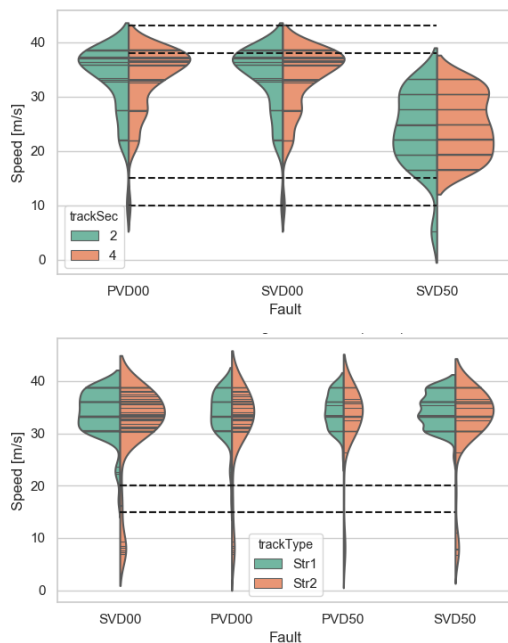 40
30
20
10
0
Speed [m/s]
trackSec
2
4
PVD00 SVD00 SVD50
Fault
40
30
20
10
0
Speed [m/s]
trackType
Str1
Str2
SVD00 PVD00 PVD50 SVD50
Fault